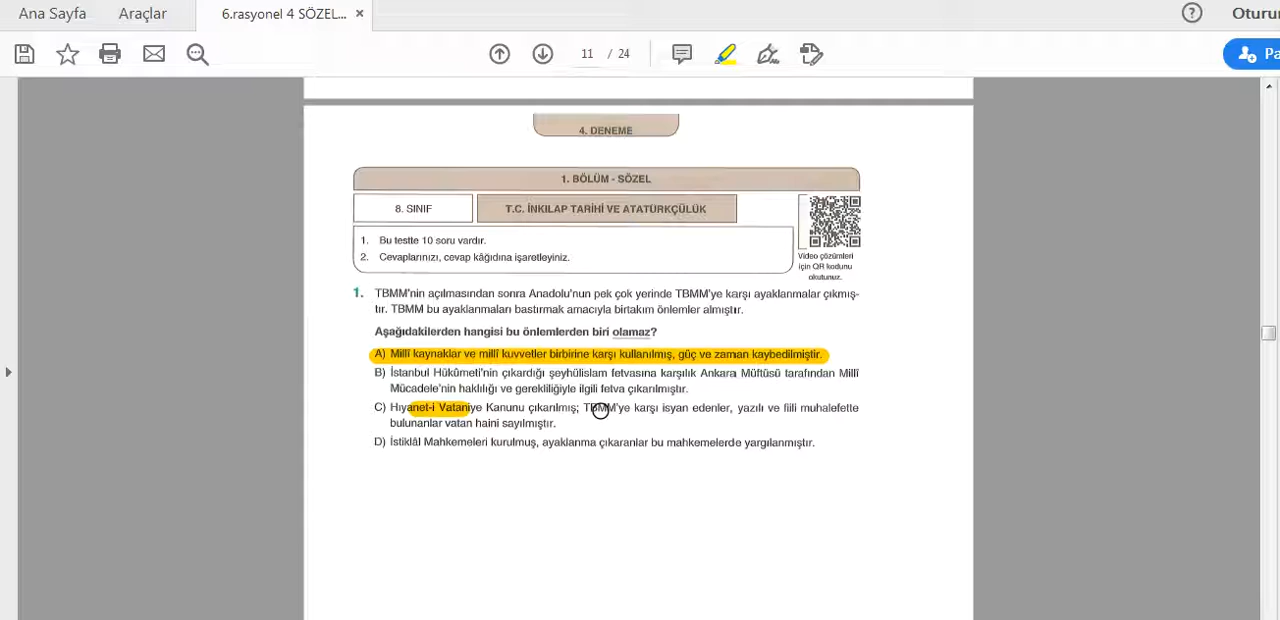 Ana Sayfa Araçlar 6.rasyonel 4 SÖZEL... × ? Oturu
11 / 24 Pa
4. DENEME
1. BÖLÜM - SÖZEL
8. SINIF T.C. İNKILAP TARİHİ VE ATATÜRKÇÜLÜK
1. Bu testte 10 soru vardır.
2. Cevaplarınızı, cevap kâğıdına işaretleyiniz.
Video çözümleri
için QR kodunu
okutunuz.
1. TBMM'nin açılmasından sonra Anadolu'nun pek çok yerinde TBMM'ye karşı ayaklanmalar çıkmış-
tır. TBMM bu ayaklanmaları bastırmak amacıyla birtakım önlemler almıştır.
Aşağıdakilerden hangisi bu önlemlerden biri olamaz?
A) Millî kaynaklar ve millî kuvvetler birbirine karşı kullanılmış, güç ve zaman kaybedilmiştir.
B) İstanbul Hükûmeti'nin çıkardığı şeyhülislam fetvasına karşılık Ankara Müftüsü tarafından Millî
Mücadele'nin haklılığı ve gerekliliğiyle ilgili fetva çıkarılmıştır.
C) Hıyanet-i Vataniye Kanunu çıkarılmış; TBMM'ye karşı isyan edenler, yazılı ve fiili muhalefette
bulunanlar vatan haini sayılmıştır.
D) İstiklâl Mahkemeleri kurulmuş, ayaklanma çıkaranlar bu mahkemelerde yargılanmıştır.